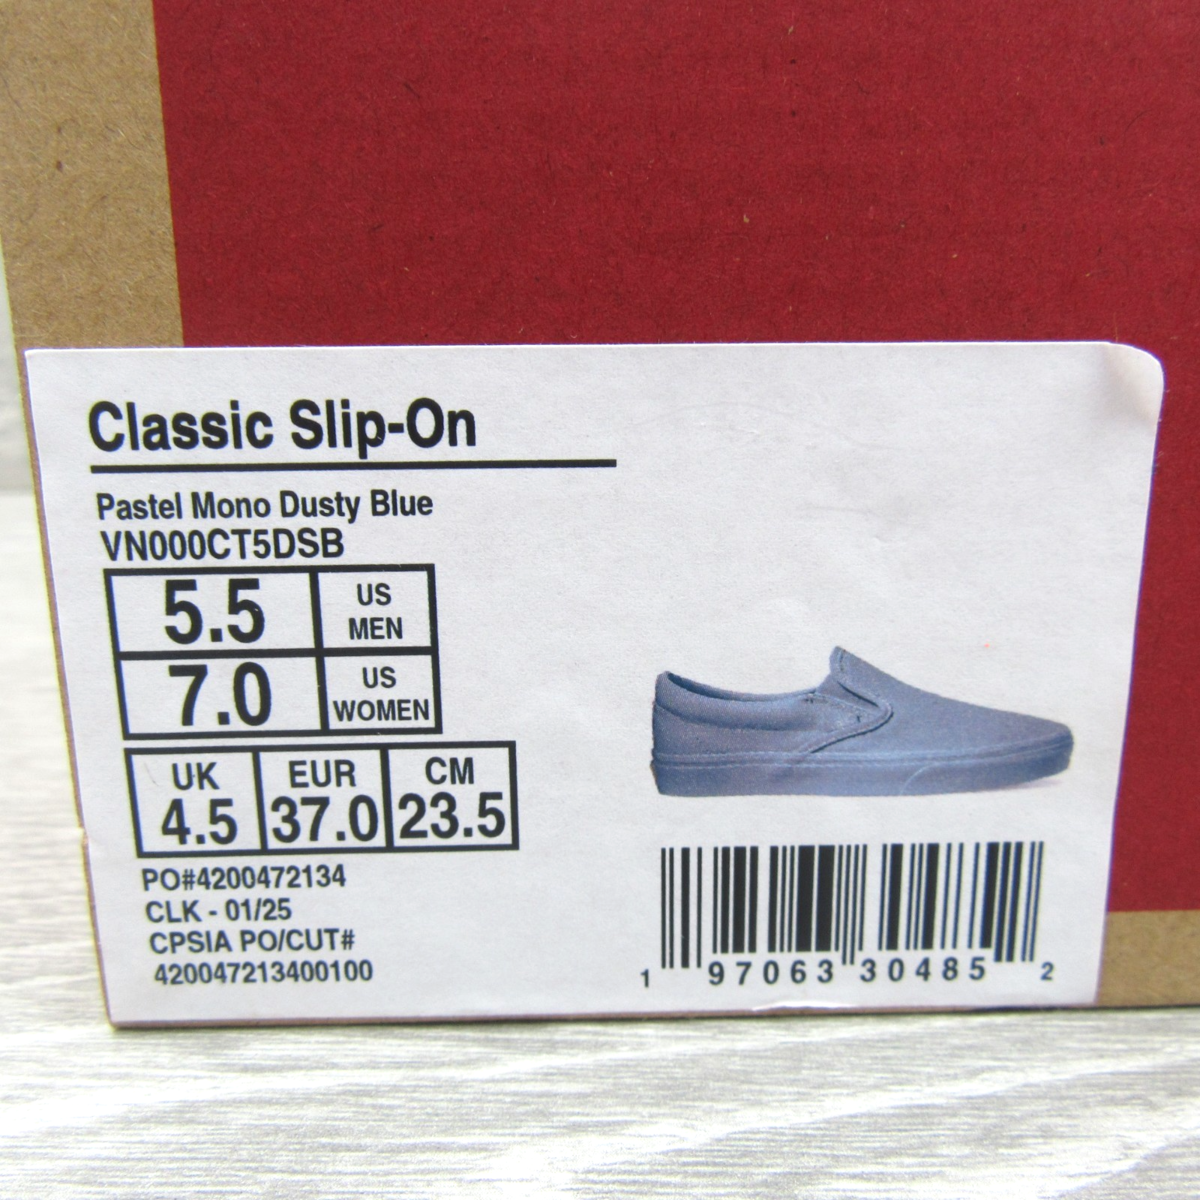 Classic Slip-On
Pastel Mono Dusty Blue
VN000CT5DSB
5.5 US MEN
7.0 US WOMEN
UK EUR CM
4.5 37.0 23.5
PO#4200472134
CLK - 01/25
CPSIA PO/CUT#
420047213400100
1 97063 30485 2